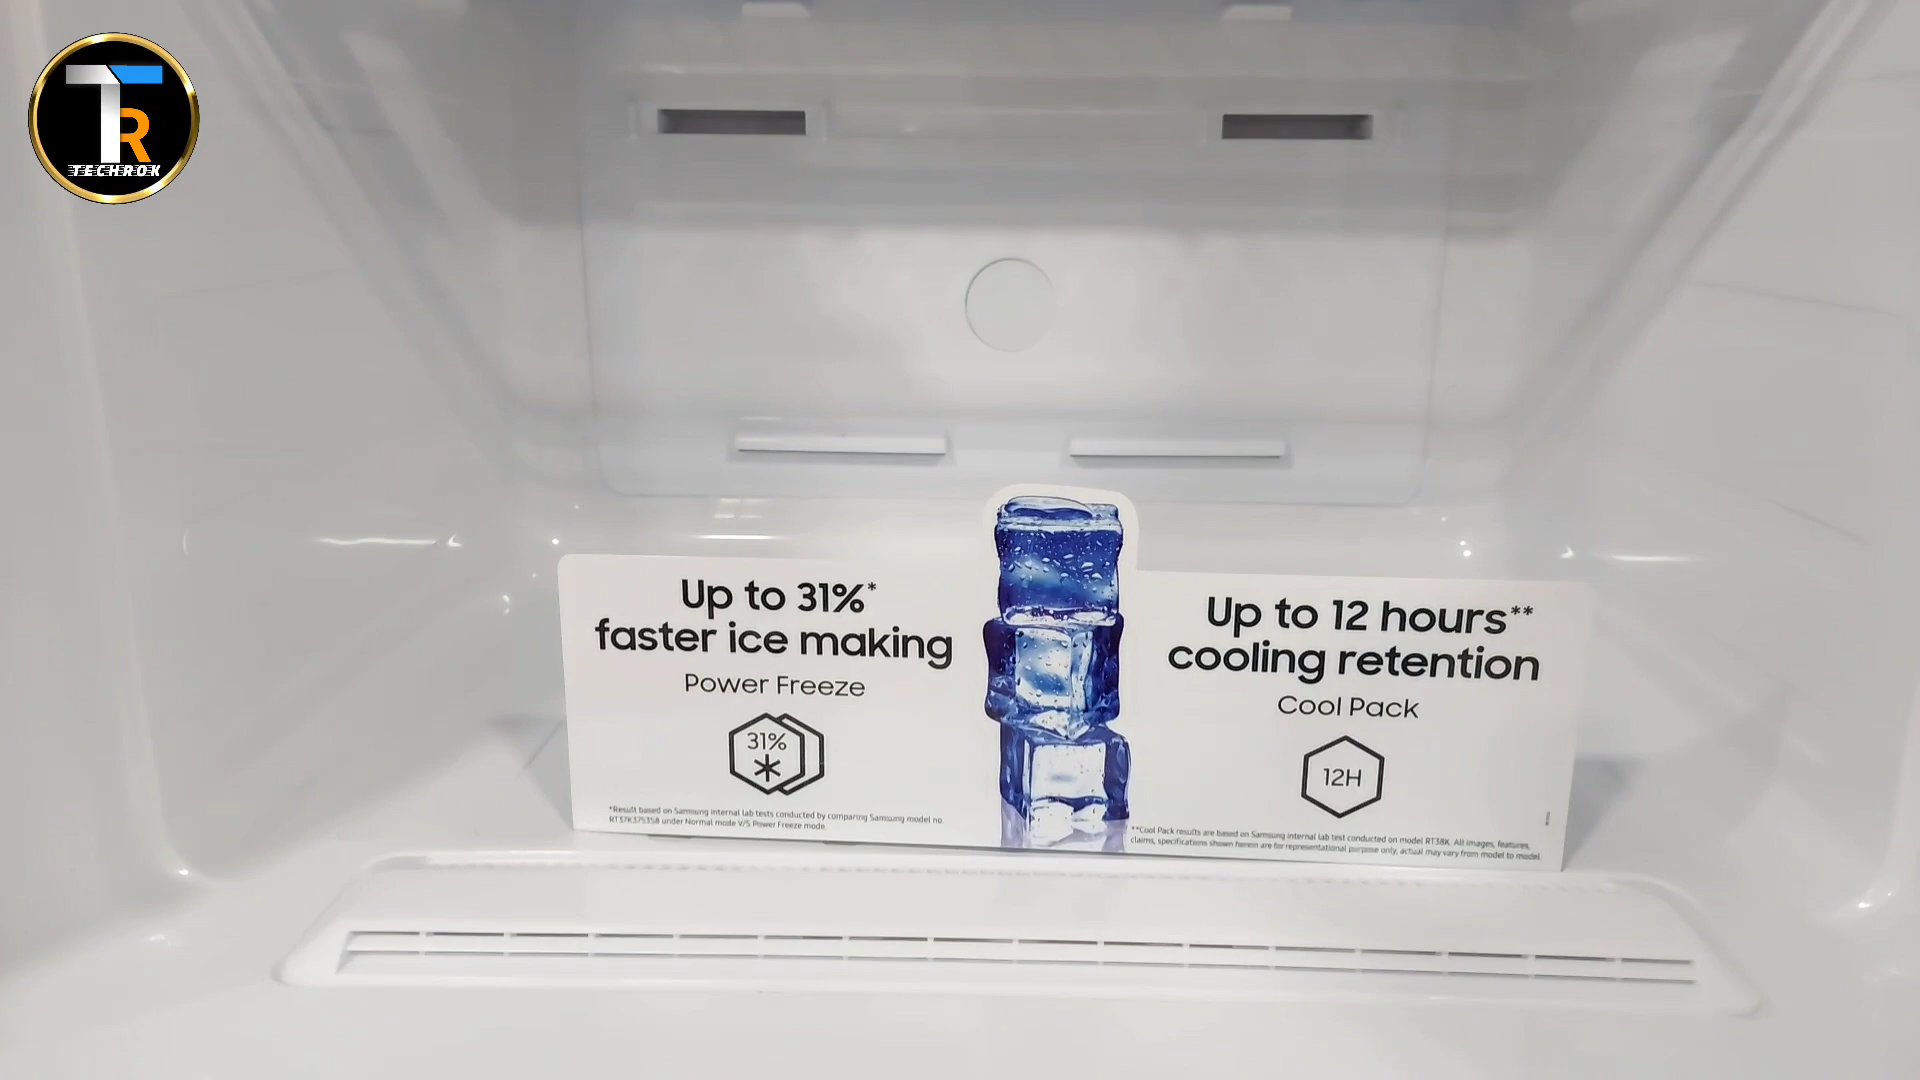 TR
TECHROK
Up to 31%*
faster ice making
Power Freeze
31%
*Result based on Samsung internal lab tests conducted by comparing Samsung model no.
under Normal mode V/S Power Freeze mode.
Up to 12 hours**
cooling retention
Cool Pack
12H
**Cool Pack results are based on Samsung internal lab test conducted on model RT38K. All images, features,
claims, specifications shown herein are for representational purpose only, actual may vary from model to model.